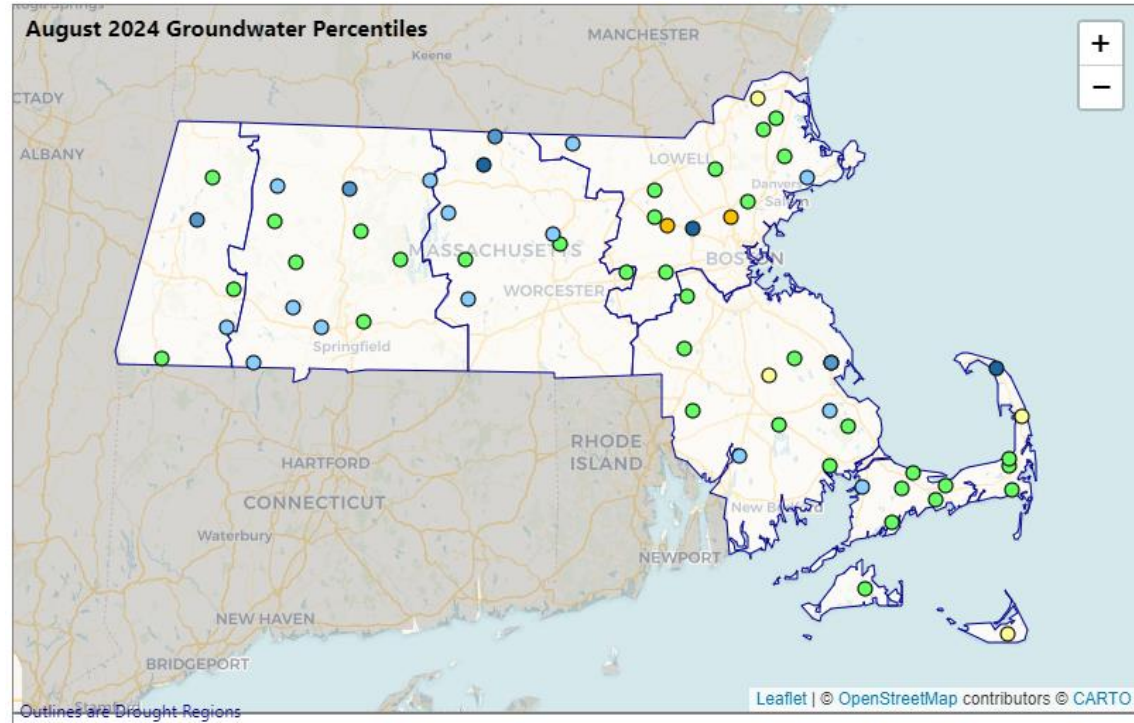 August 2024 Groundwater Percentiles
MANCHESTER
+
Keene
−
CTADY
ALBANY
LOWELL
Danvers
Salem
MASSACHUSETTS
BOSTON
WORCESTER
Springfield
RHODE
ISLAND
HARTFORD
CONNECTICUT
New Bedford
Waterbury
NEWPORT
NEW HAVEN
BRIDGEPORT
Stamford
Outlines are Drought Regions
Leaflet | © OpenStreetMap contributors © CARTO